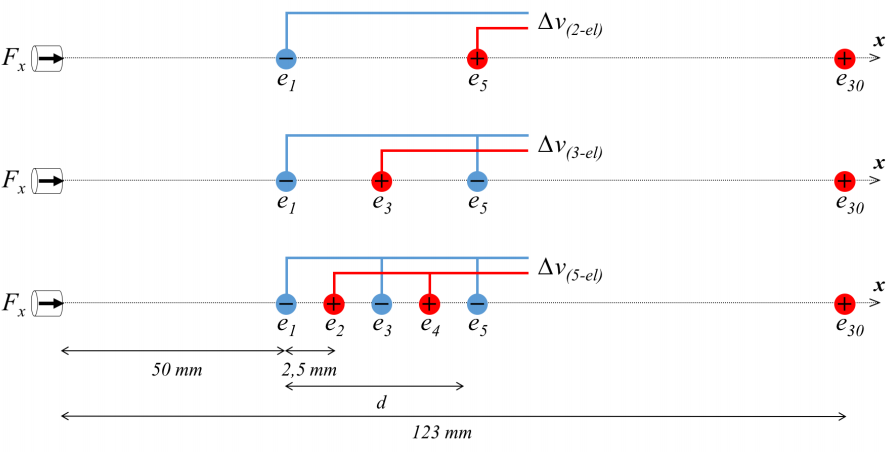 Δv(2-el)
x
Fx − + +
e1 e5 e30
Δv(3-el)
x
Fx − + − +
e1 e3 e5 e30
Δv(5-el)
x
Fx − + − + − +
e1 e2 e3 e4 e5 e30
50 mm 2,5 mm
d
123 mm